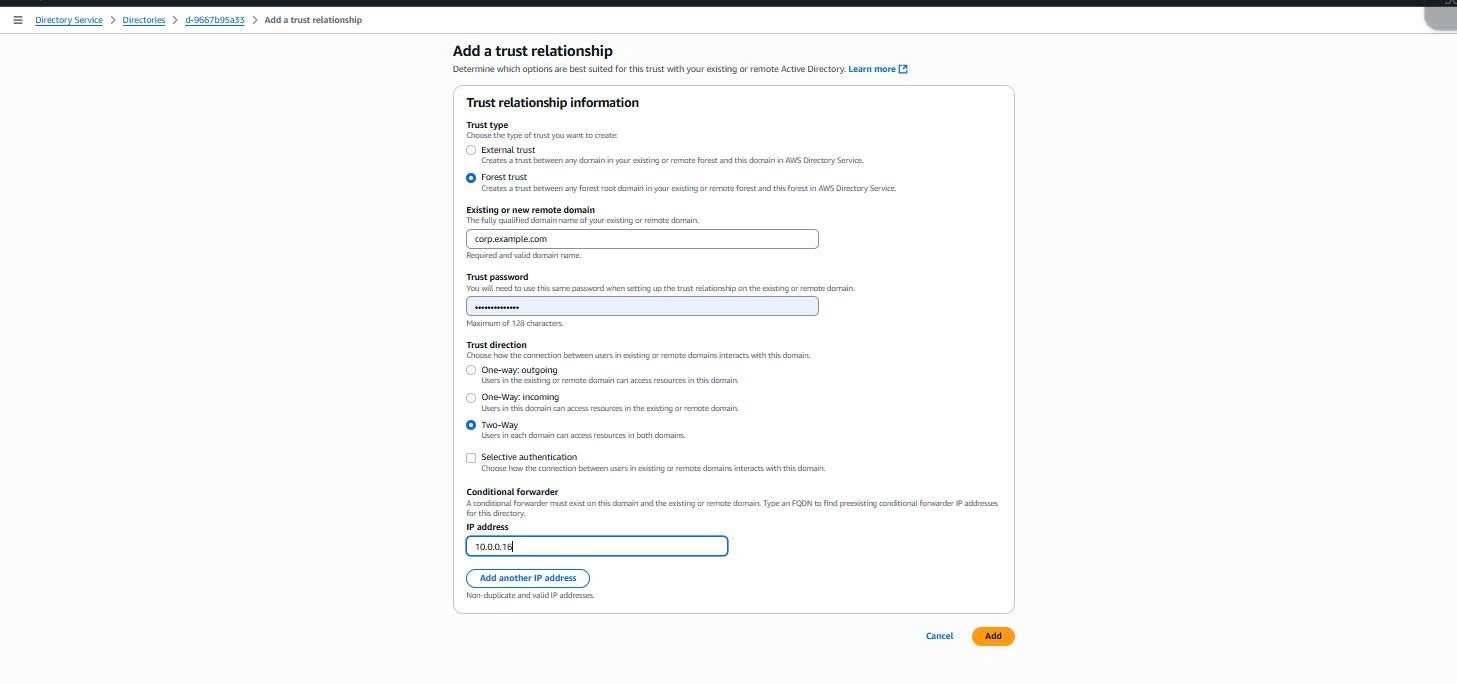 Directory Service > Directories > d-9667b95a33 > Add a trust relationship
Add a trust relationship
Determine which options are best suited for this trust with your existing or remote Active Directory. Learn more
Trust relationship information
Trust type
Choose the type of trust you want to create:
External trust
Creates a trust between any domain in your existing or remote forest and this domain in AWS Directory Service.
Forest trust
Creates a trust between any forest root domain in your existing or remote forest and this forest in AWS Directory Service.
Existing or new remote domain
The fully qualified domain name of your existing or remote domain.
corp.example.com
Required and valid domain name.
Trust password
You will need to use this same password when setting up the trust relationship on the existing or remote domain.
••••••••••••••
Maximum of 128 characters.
Trust direction
Choose how the connection between users in existing or remote domains interacts with this domain.
One-way: outgoing
Users in the existing or remote domain can access resources in this domain.
One-Way: incoming
Users in this domain can access resources in the existing or remote domain.
Two-Way
Users in each domain can access resources in both domains.
Selective authentication
Choose how the connection between users in existing or remote domains interacts with this domain.
Conditional forwarder
A conditional forwarder must exist on this domain and the existing or remote domain. Type an FQDN to find preexisting conditional forwarder IP addresses
for this directory.
IP address
10.0.0.16
Add another IP address
Non-duplicate and valid IP addresses.
Cancel Add